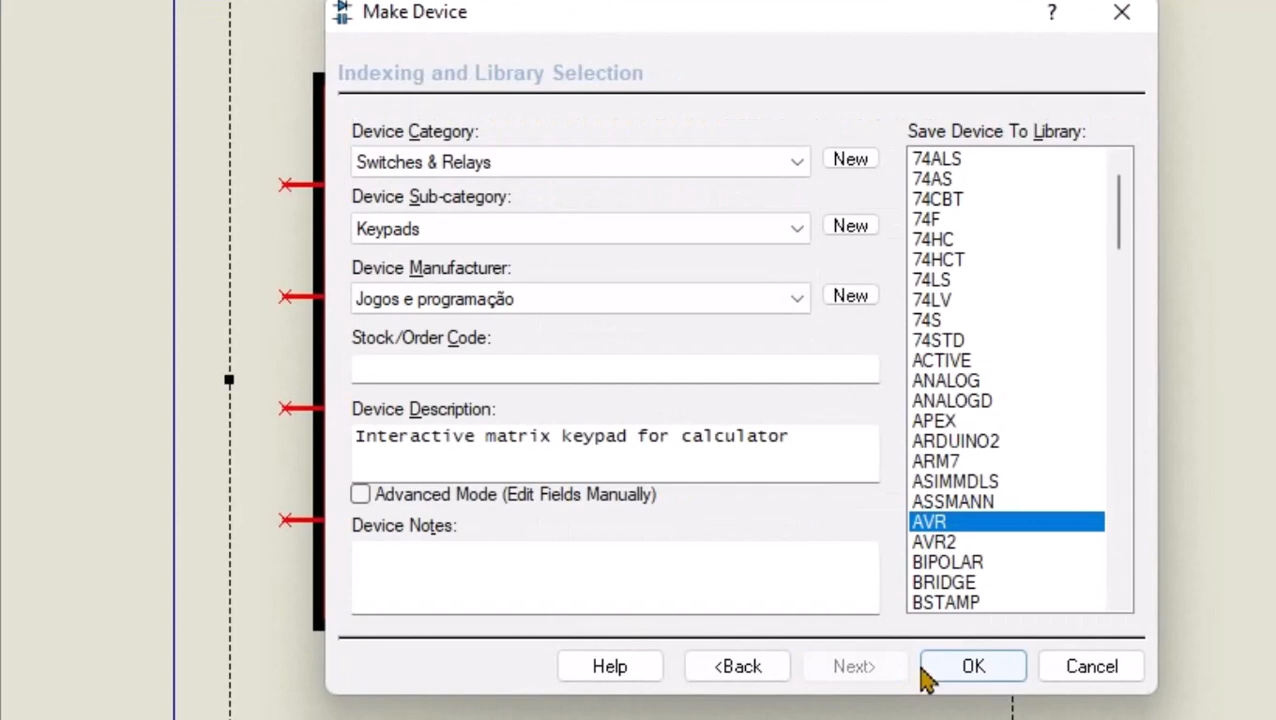 Make Device
?
Indexing and Library Selection
Device Category:
Switches & Relays
New
Device Sub-category:
Keypads
New
Device Manufacturer:
Jogos e programação
New
Stock/Order Code:
Device Description:
Interactive matrix keypad for calculator
Advanced Mode (Edit Fields Manually)
Device Notes:
Save Device To Library:
74ALS
74AS
74CBT
74F
74HC
74HCT
74LS
74LV
74S
74STD
ACTIVE
ANALOG
ANALOGD
APEX
ARDUINO2
ARM7
ASIMMDLS
ASSMANN
AVR
AVR2
BIPOLAR
BRIDGE
BSTAMP
Help
<Back
Next>
OK
Cancel